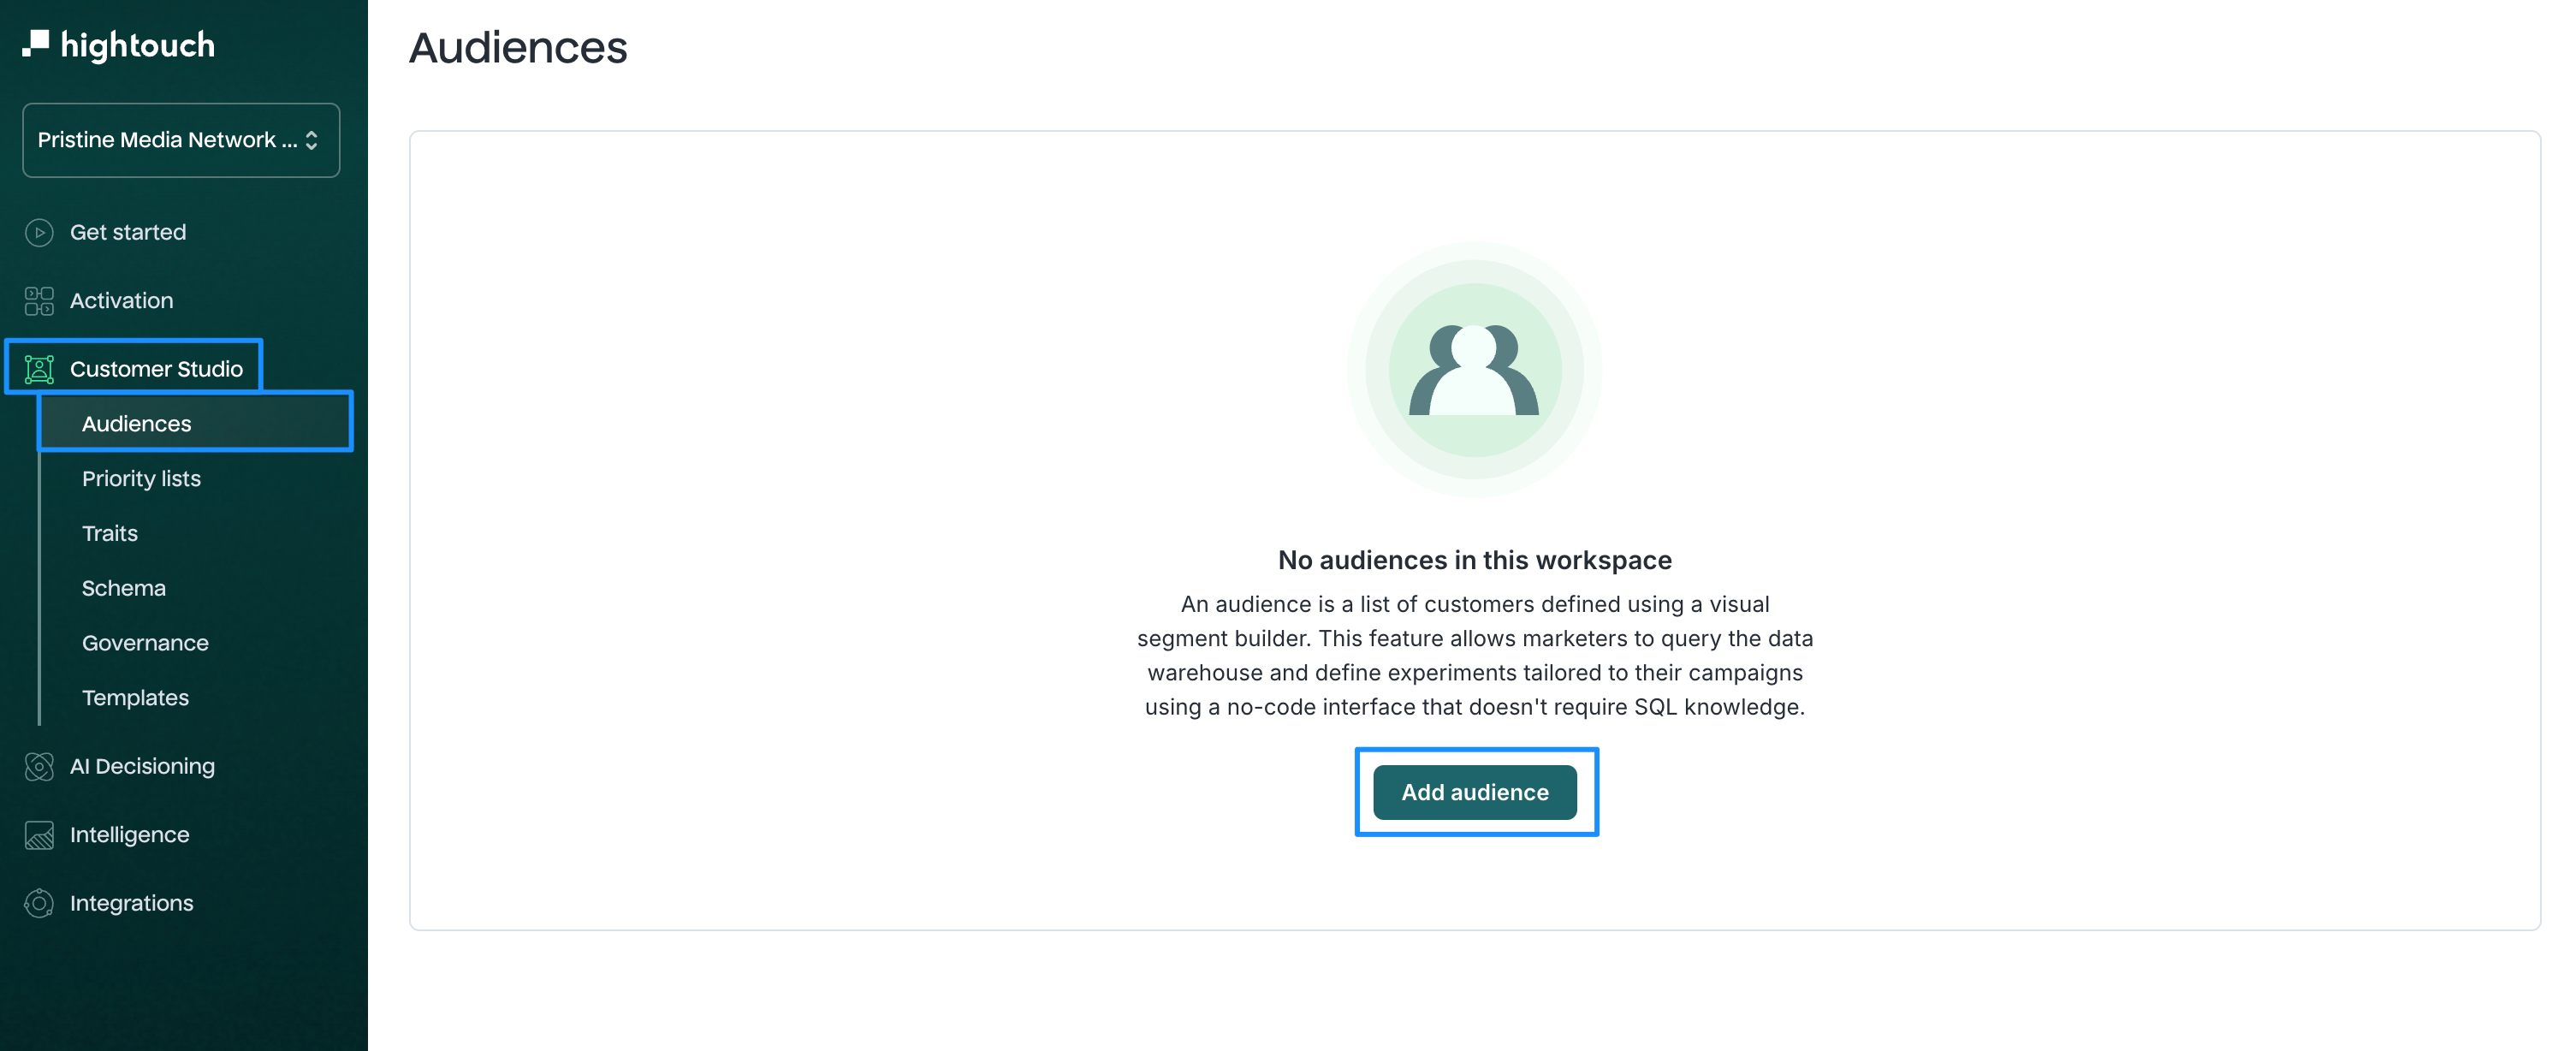 hightouch
Pristine Media Network ...
Get started
Activation
Customer Studio
Audiences
Priority lists
Traits
Schema
Governance
Templates
AI Decisioning
Intelligence
Integrations
Audiences
No audiences in this workspace
An audience is a list of customers defined using a visual
segment builder. This feature allows marketers to query the data
warehouse and define experiments tailored to their campaigns
using a no-code interface that doesn't require SQL knowledge.
Add audience